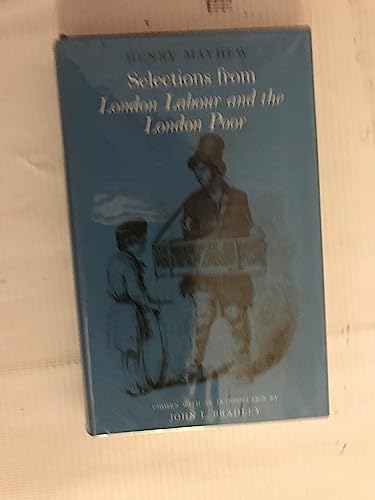 HENRY MAYHEW
Selections from
London Labour and the
London Poor
CHOSEN WITH AN INTRODUCTION BY
JOHN L. BRADLEY